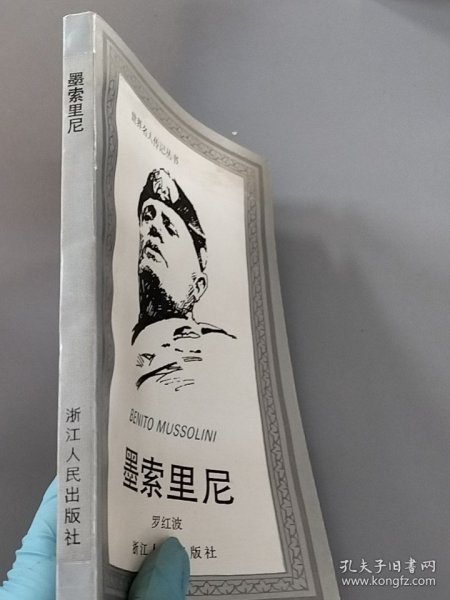 墨索里尼
浙江人民出版社
世界名人传记丛书
BENITO MUSSOLINI
墨索里尼
罗红波
浙江人 出版社
孔夫子旧书网
www.kongfz.com